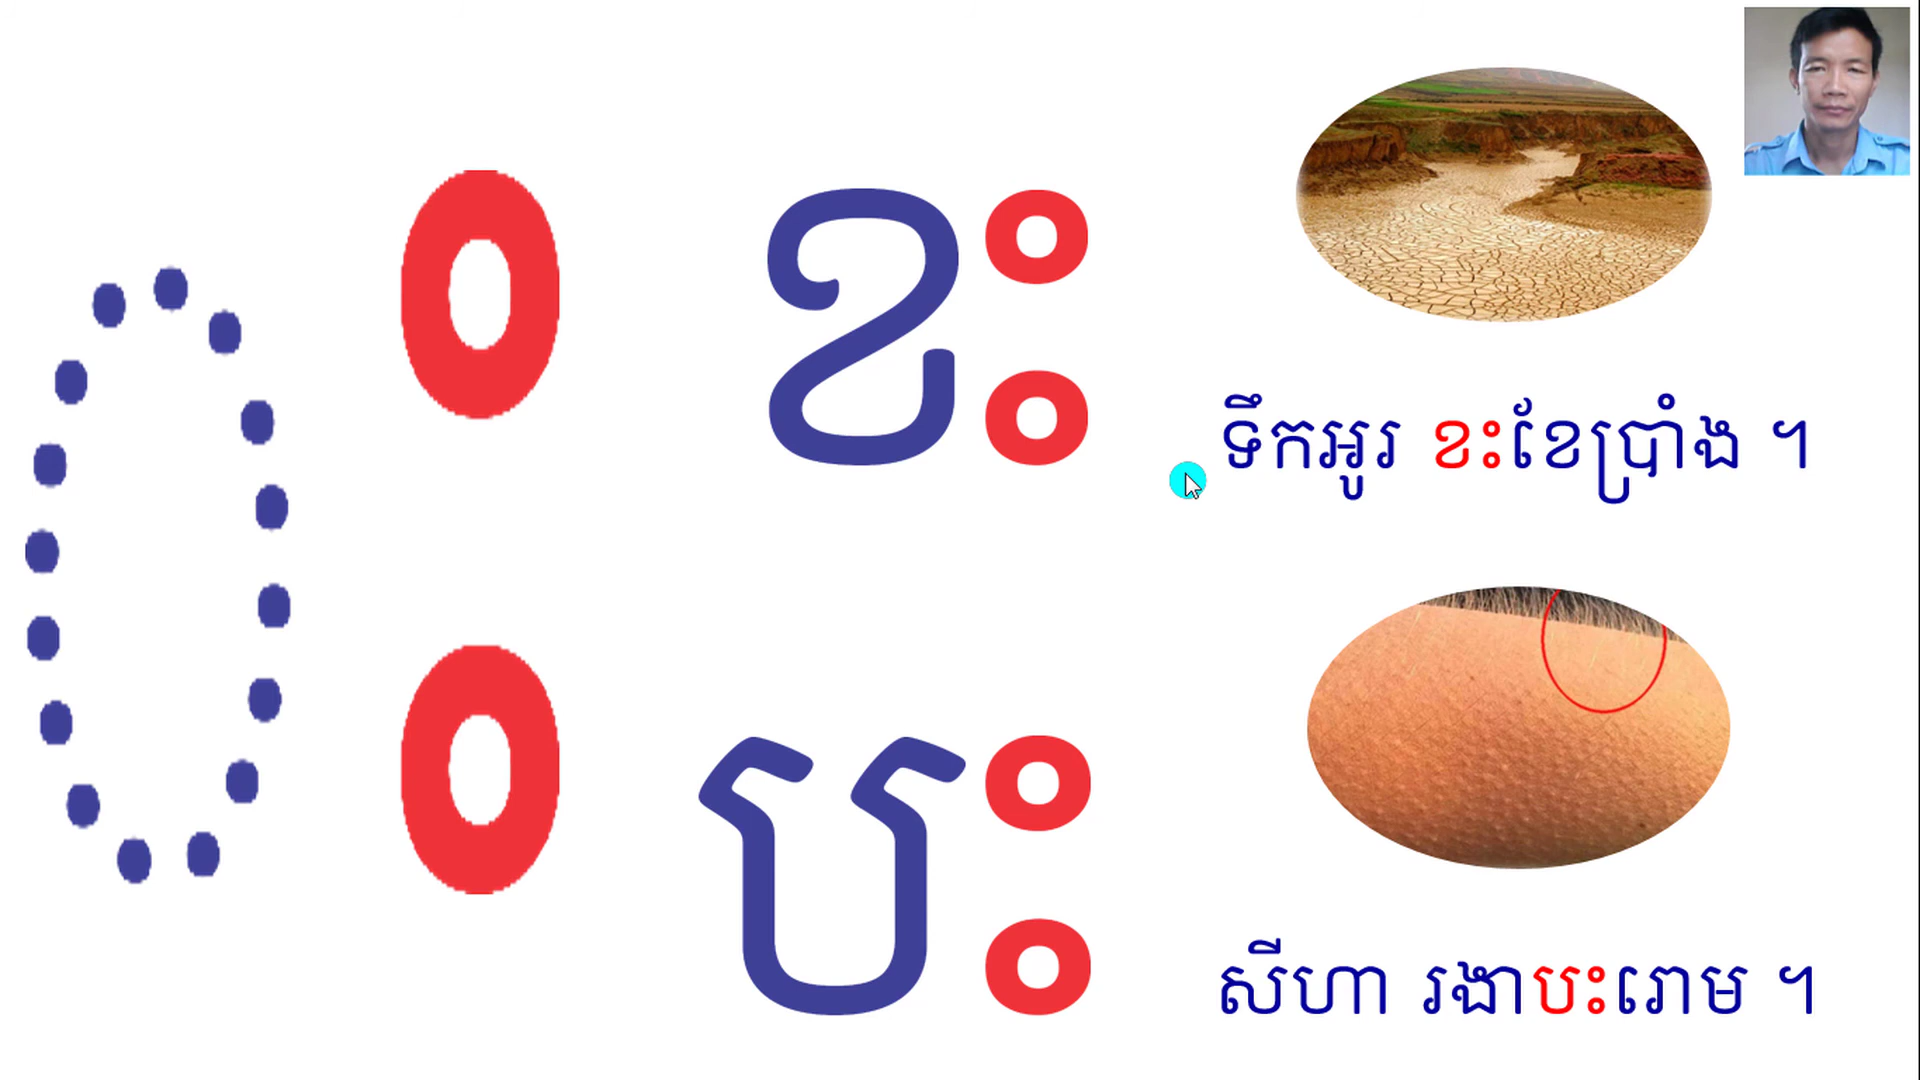 ខះ
ទឹកអូរ ខះខែប្រាំង ។
បះ
សីហា រងាបះរោម ។